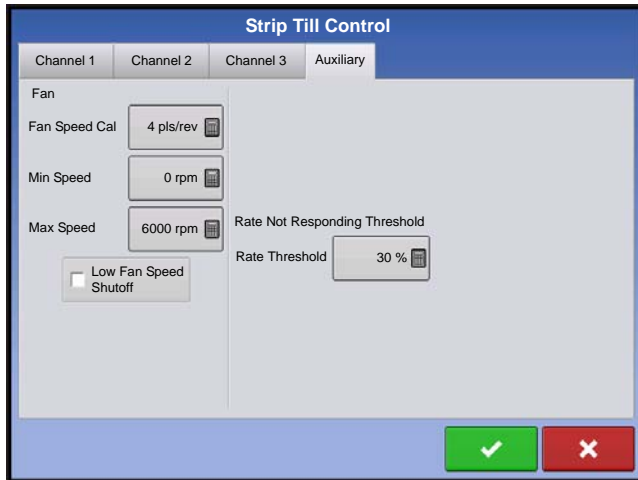 Strip Till Control
Channel 1
Channel 2
Channel 3
Auxiliary
Fan
Fan Speed Cal
4 pls/rev
Min Speed
0 rpm
Max Speed
6000 rpm
Low Fan Speed
Shutoff
Rate Not Responding Threshold
Rate Threshold
30 %